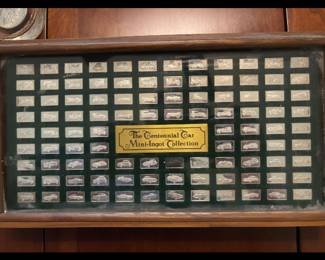 The Centennial Car
Mini-Ingot Collection